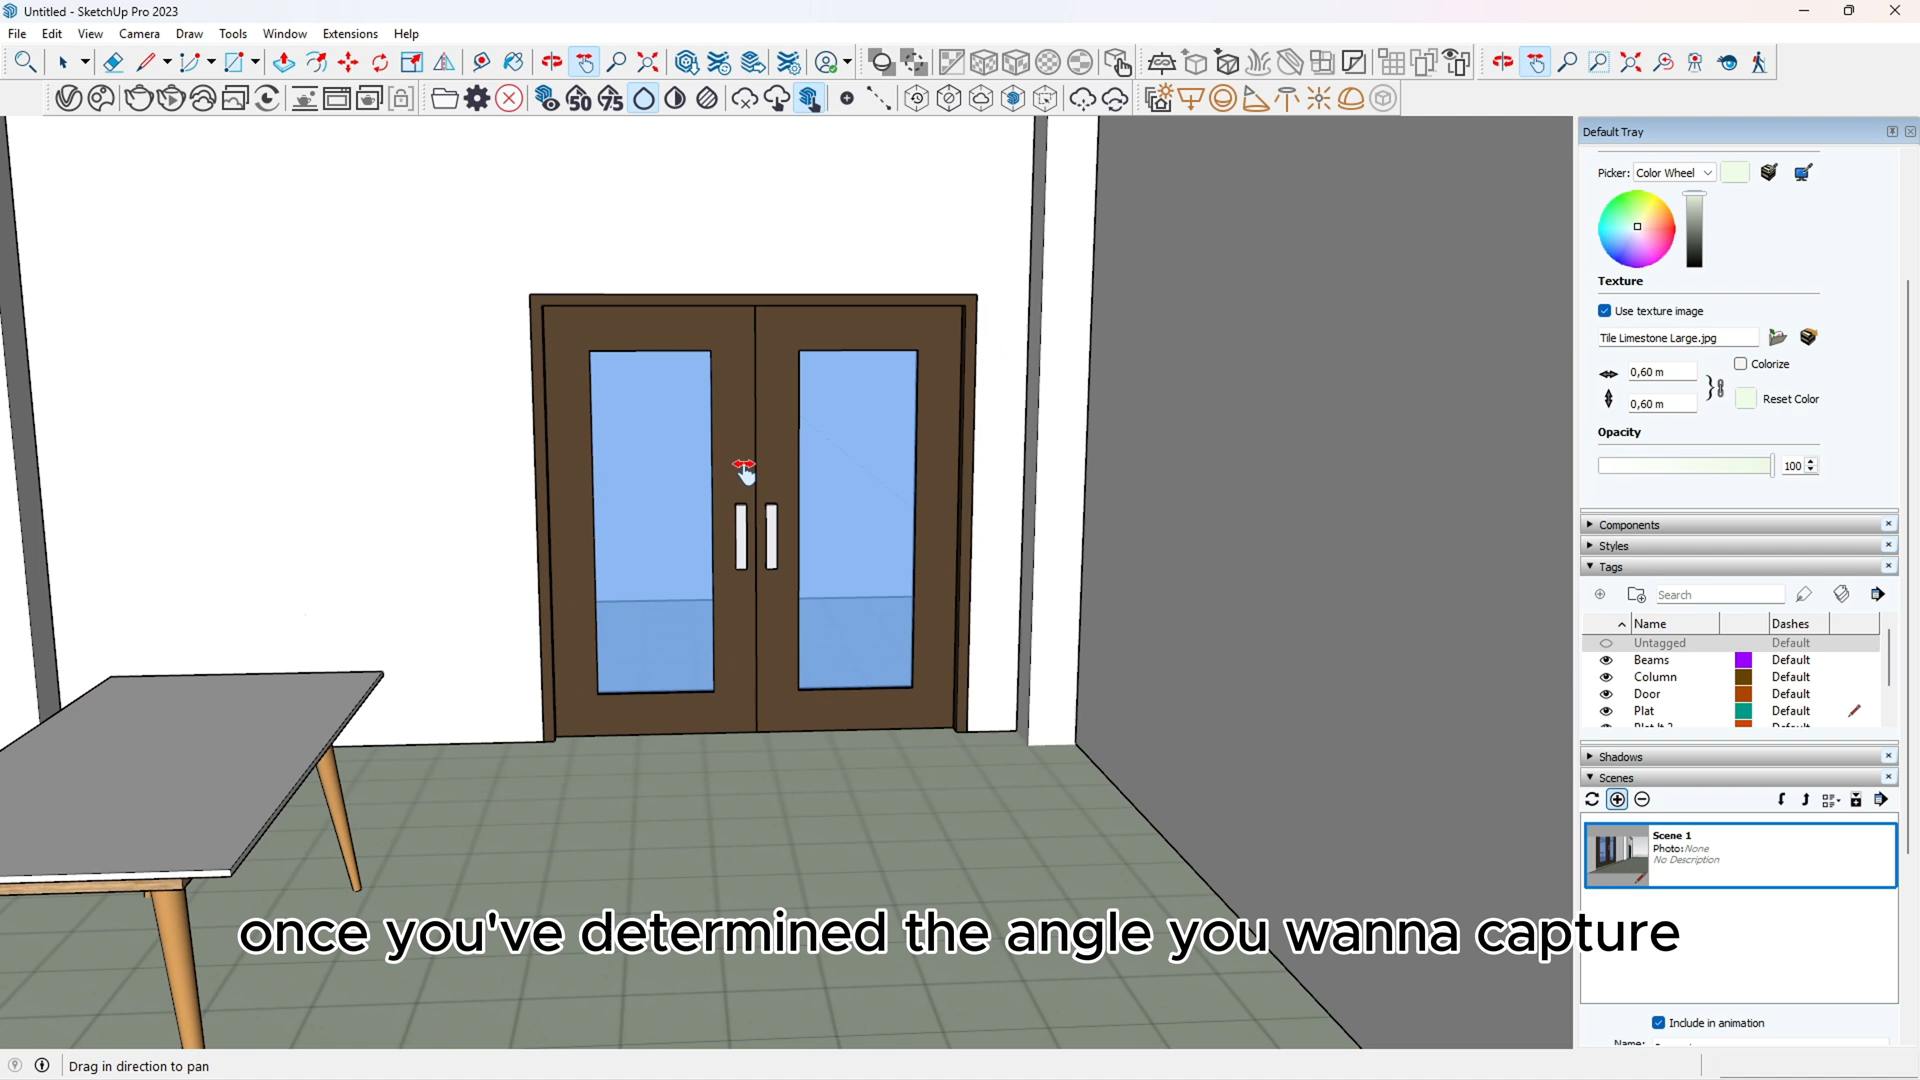 Untitled - SketchUp Pro 2023
File Edit View Camera Draw Tools Window Extensions Help
50 75
Default Tray
Picker: Color Wheel
Texture
Use texture image
Tile Limestone Large.jpg
Colorize
0,60 m
0,60 m
Reset Color
Opacity
100
Components
Styles
Tags
Search
Name Dashes
Untagged Default
Beams Default
Column Default
Door Default
Plat Default
Shadows
Scenes
Scene 1
Photo: None
No Description
once you've determined the angle you wanna capture
Include in animation
Name:
Drag in direction to pan